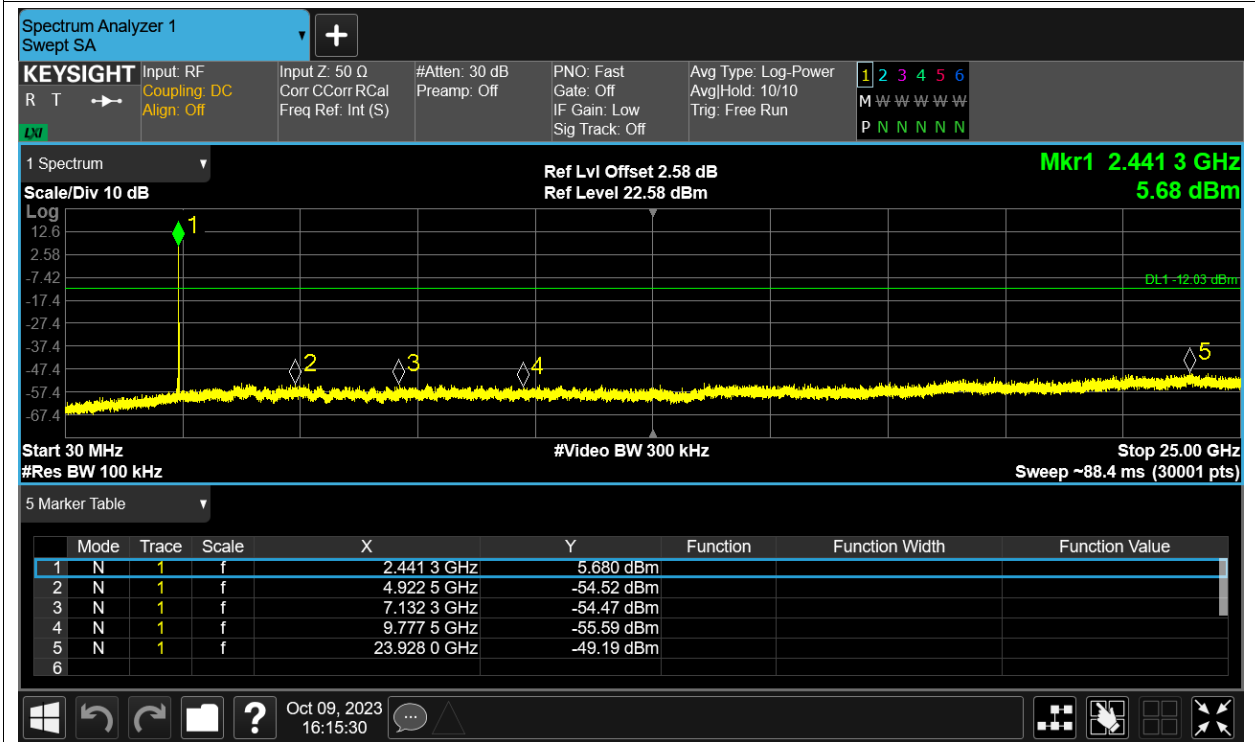 Spectrum Analyzer 1
Swept SA
KEYSIGHT
R T
LXI
Input: RF
Coupling: DC
Align: Off
Input Z: 50 Ω
Corr CCorr RCal
Freq Ref: Int (S)
#Atten: 30 dB
Preamp: Off
PNO: Fast
Gate: Off
IF Gain: Low
Sig Track: Off
Avg Type: Log-Power
Avg|Hold: 10/10
Trig: Free Run
1 2 3 4 5 6
M W W W W W
P N N N N N
1 Spectrum
Scale/Div 10 dB
Ref Lvl Offset 2.58 dB
Ref Level 22.58 dBm
Mkr1 2.441 3 GHz
5.68 dBm
Log
12.6
2.58
-7.42
-17.4
-27.4
-37.4
-47.4
-57.4
-67.4
1
2
3
4
5
DL1 -12.03 dBm
Start 30 MHz
#Video BW 300 kHz
Stop 25.00 GHz
#Res BW 100 kHz
Sweep ~88.4 ms (30001 pts)
5 Marker Table
Mode Trace Scale X Y Function Function Width Function Value
1 N 1 f 2.441 3 GHz 5.680 dBm
2 N 1 f 4.922 5 GHz -54.52 dBm
3 N 1 f 7.132 3 GHz -54.47 dBm
4 N 1 f 9.777 5 GHz -55.59 dBm
5 N 1 f 23.928 0 GHz -49.19 dBm
6
?
Oct 09, 2023
16:15:30